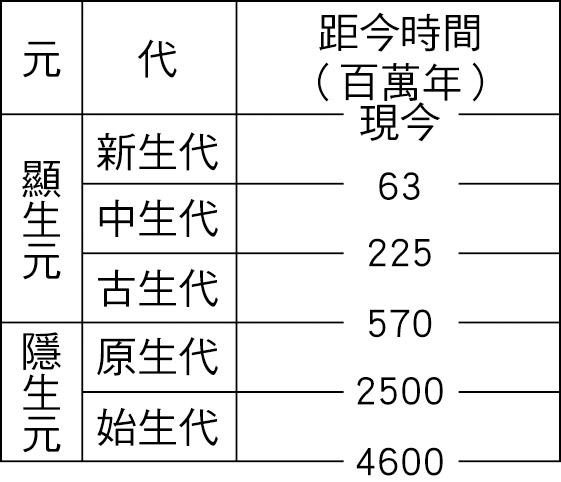 元 代 距今時間
（百萬年）
現今
顯生元 新生代
63
中生代
225
古生代
570
隱生元 原生代
2500
始生代
4600